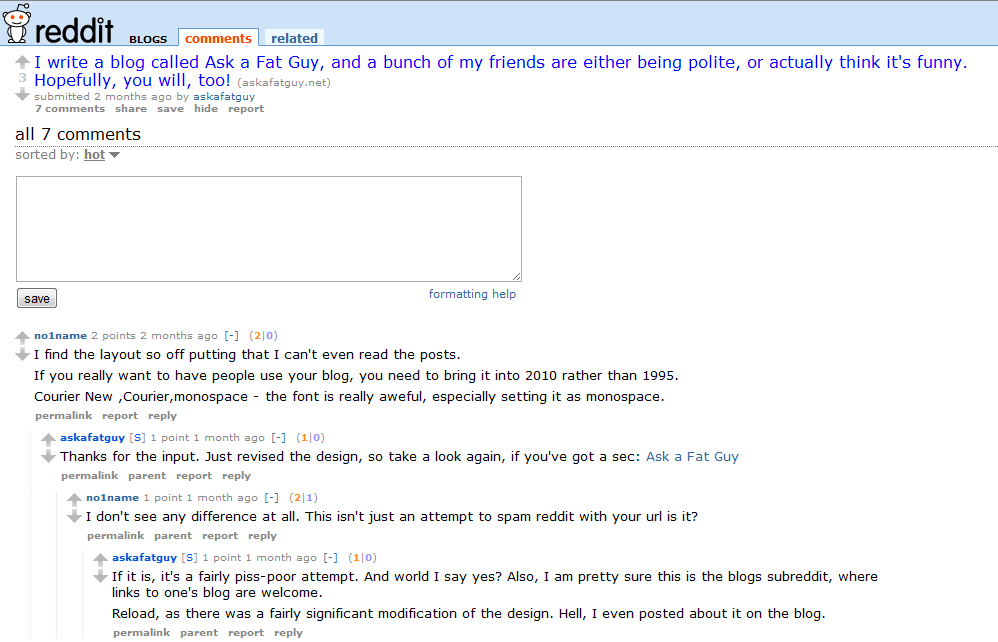 reddit BLOGS comments related
I write a blog called Ask a Fat Guy, and a bunch of my friends are either being polite, or actually think it's funny.
3
Hopefully, you will, too! (askafatguy.net)
submitted 2 months ago by askafatguy
7 comments share save hide report
all 7 comments
sorted by: hot
save
formatting help
no1name 2 points 2 months ago [-] (2|0)
I find the layout so off putting that I can't even read the posts.
If you really want to have people use your blog, you need to bring it into 2010 rather than 1995.
Courier New ,Courier,monospace - the font is really aweful, especially setting it as monospace.
permalink report reply
askafatguy [S] 1 point 1 month ago [-] (1|0)
Thanks for the input. Just revised the design, so take a look again, if you've got a sec: Ask a Fat Guy
permalink parent report reply
no1name 1 point 1 month ago [-] (2|1)
I don't see any difference at all. This isn't just an attempt to spam reddit with your url is it?
permalink parent report reply
askafatguy [S] 1 point 1 month ago [-] (1|0)
If it is, it's a fairly piss-poor attempt. And world I say yes? Also, I am pretty sure this is the blogs subreddit, where
links to one's blog are welcome.
Reload, as there was a fairly significant modification of the design. Hell, I even posted about it on the blog.
permalink parent report reply